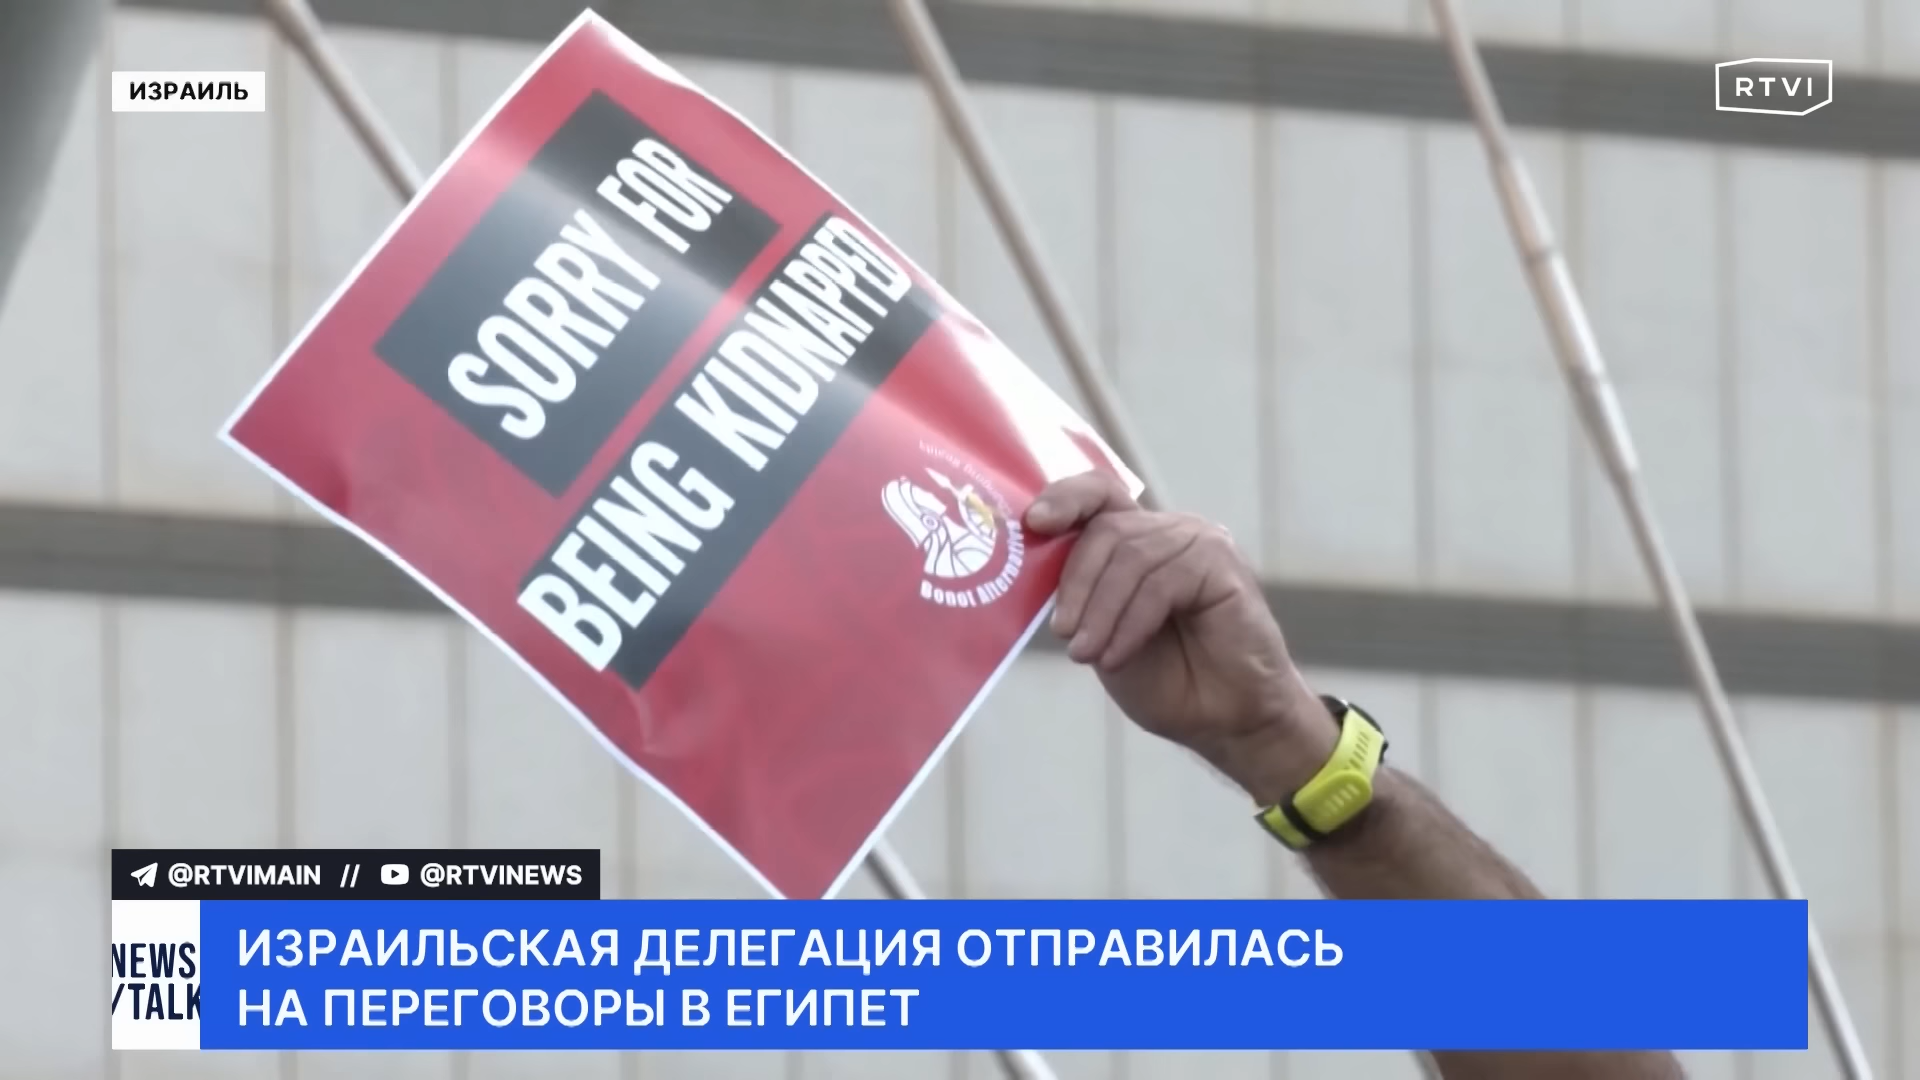 ИЗРАИЛЬ
RTVI
SORRY FOR
BEING KIDNAPPED
Bonot Alternativa
@RTVIMAIN // @RTVINEWS
NEWS
/TALK
ИЗРАИЛЬСКАЯ ДЕЛЕГАЦИЯ ОТПРАВИЛАСЬ
НА ПЕРЕГОВОРЫ В ЕГИПЕТ